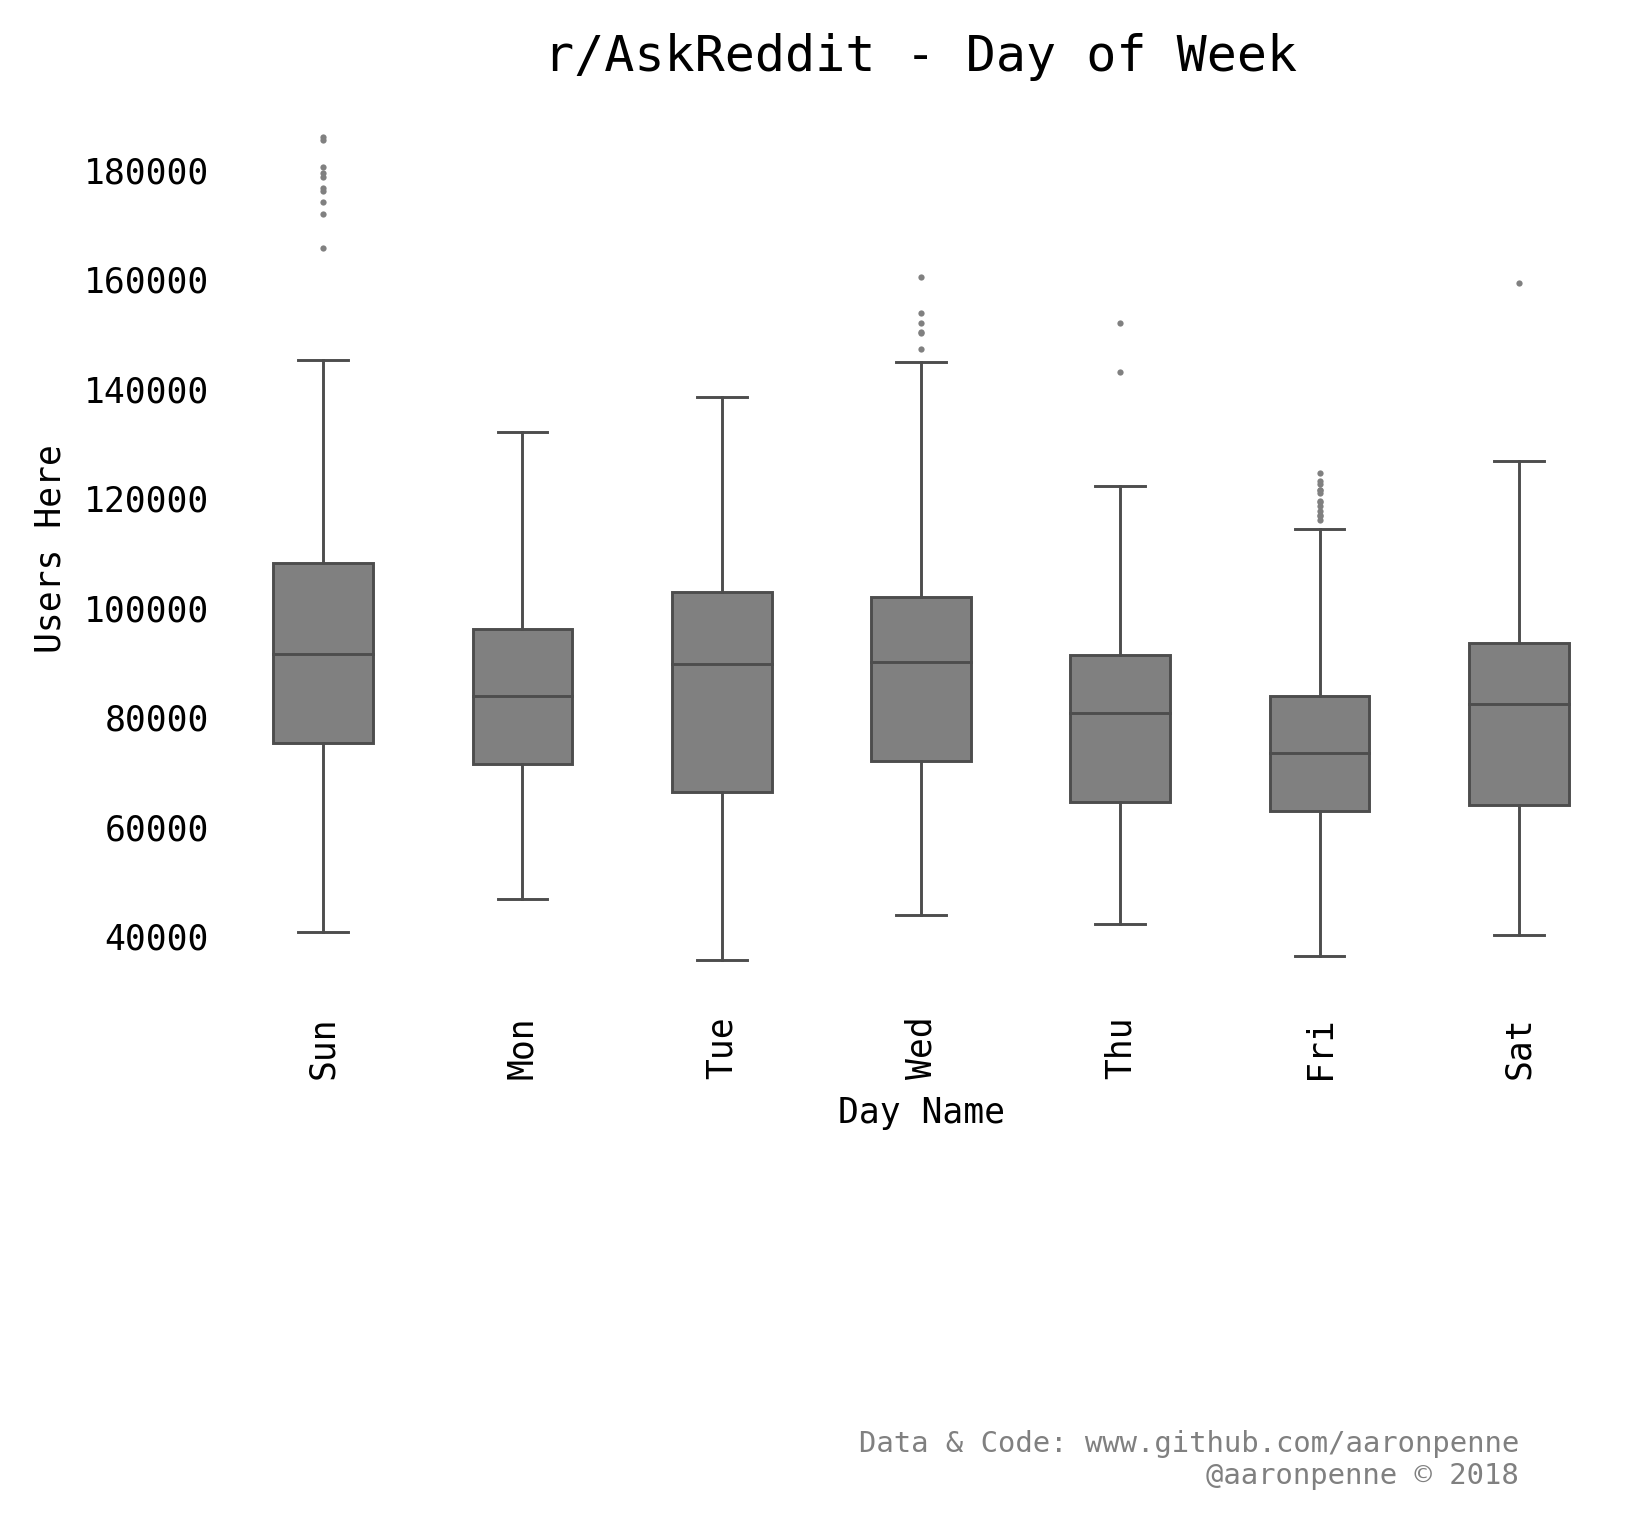 r/AskReddit - Day of Week
180000
160000
140000
120000
100000
80000
60000
40000
Users Here
Sun
Mon
Tue
Wed
Thu
Fri
Sat
Day Name
Data & Code: www.github.com/aaronpenne
@aaronpenne © 2018